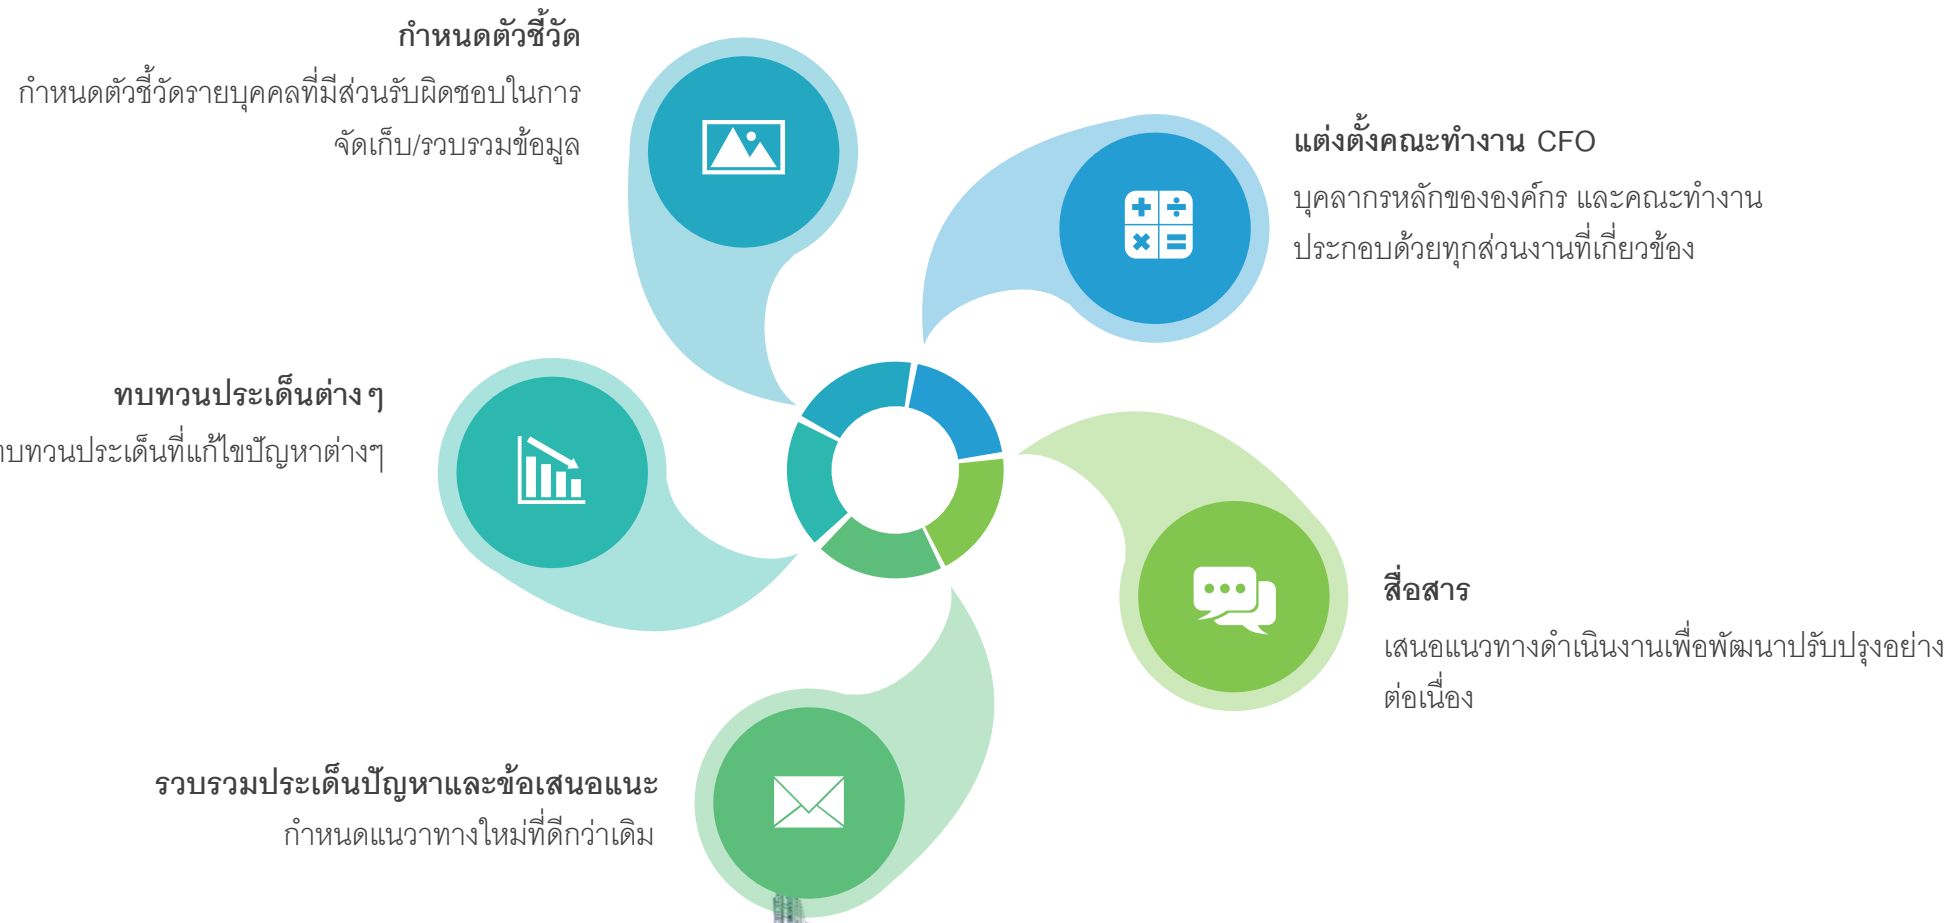 กำหนดตัวชี้วัด
กำหนดตัวชี้วัดรายบุคคลที่มีส่วนรับผิดชอบในการ
จัดเก็บ/รวบรวมข้อมูล
แต่งตั้งคณะทำงาน CFO
บุคลากรหลักขององค์กร และคณะทำงาน
ประกอบด้วยทุกส่วนงานที่เกี่ยวข้อง
ทบทวนประเด็นต่าง ๆ
ทบทวนประเด็นที่แก้ไขปัญหาต่างๆ
สื่อสาร
เสนอแนวทางดำเนินงานเพื่อพัฒนาปรับปรุงอย่าง
ต่อเนื่อง
รวบรวมประเด็นปัญหาและข้อเสนอแนะ
กำหนดแนวาทางใหม่ที่ดีกว่าเดิม